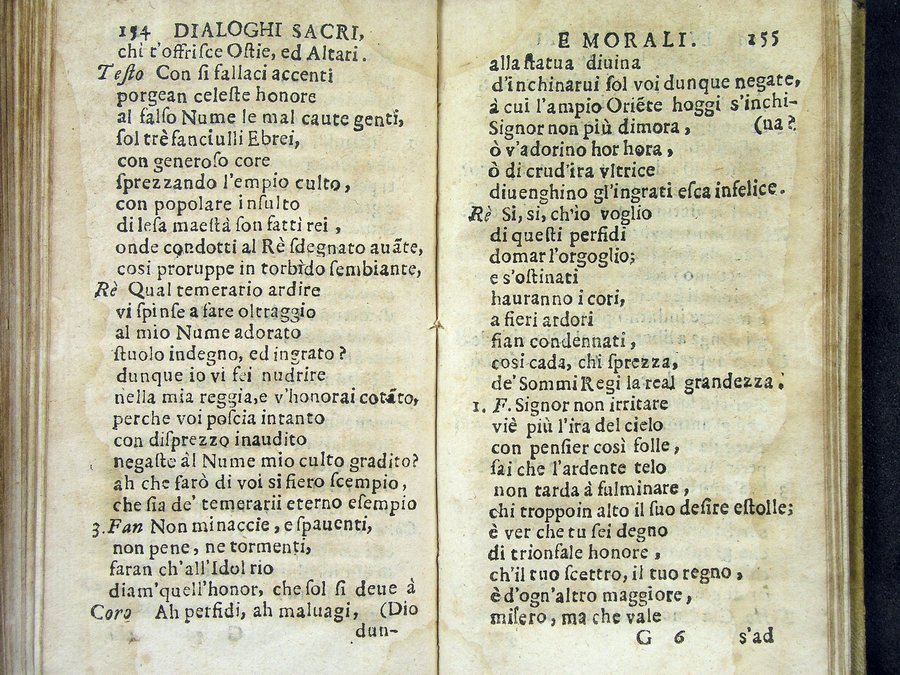 154 DIALOGHI SACRI,
chi t'offriſce Oſtie, ed Altari.
Teſto Con ſi fallaci accenti
porgean celeſte honore
al falſo Nume le mal caute genti,
ſol trè fanciulli Ebrei,
con generoſo core
ſprezzando l'empio culto,
con popolare inſulto
di leſa maeſtà ſon fatti rei,
onde condotti al Rè ſdegnato auãte,
cosi proruppe in torbido ſembiante,
Rè Qual temerario ardire
vi ſpinſe a fare oltraggio
al mio Nume adorato
ſtuolo indegno, ed ingrato?
dunque io vi fei nudrire
nella mia reggia,e v'honorai cotãto,
perche voi poſcia intanto
con diſprezzo inaudito
negaſte al Nume mio culto gradito?
ah che farò di voi si fiero ſcempio,
che ſia de' temerarii eterno eſempio
3. Fan Non minaccie, e ſpauenti,
non pene, ne tormenti,
faran ch'all'Idol rio
diam'quell'honor, che ſol ſi deue à
Coro Ah perfidi, ah maluagi, (Dio
dun-
E MORALI. 155
alla ſtatua diuina
d'inchinarui ſol voi dunque negate,
à cui l'ampio Oriẽte hoggi s'inchi-
Signor non più dimora, (na?
ò v'adorino hor hora,
ò di crud'ira vltrice
diuenghino gl'ingrati eſca infelice.
Rè Si, si, ch'io voglio
di queſti perfidi
domar l'orgoglio;
e s'oſtinati
hauranno i cori,
a fieri ardori
fian condennati,
cosi cada, chi ſprezza,
de' Sommi Regi la real grandezza.
1. F. Signor non irritare
viè più l'ira del cielo
con penſier così folle,
ſai che l'ardente telo
non tarda à fulminare,
chi troppo in alto il ſuo deſire eſtolle;
è ver che tu ſei degno
di trionfale honore,
ch'il tuo ſcettro, il tuo regno,
è d'ogn'altro maggiore,
miſero, ma che vale
G 6 s'ad